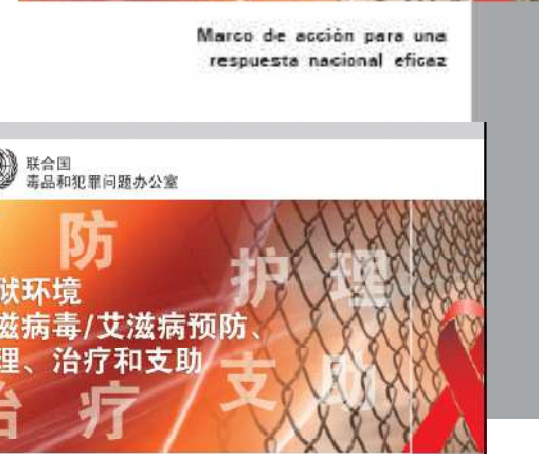 Marco de acción para una
respuesta nacional eficaz
联合国
毒品和犯罪问题办公室
防
护 理
环境
滋病毒/艾滋病预防、
理、治疗和支助
支 助
治 疗